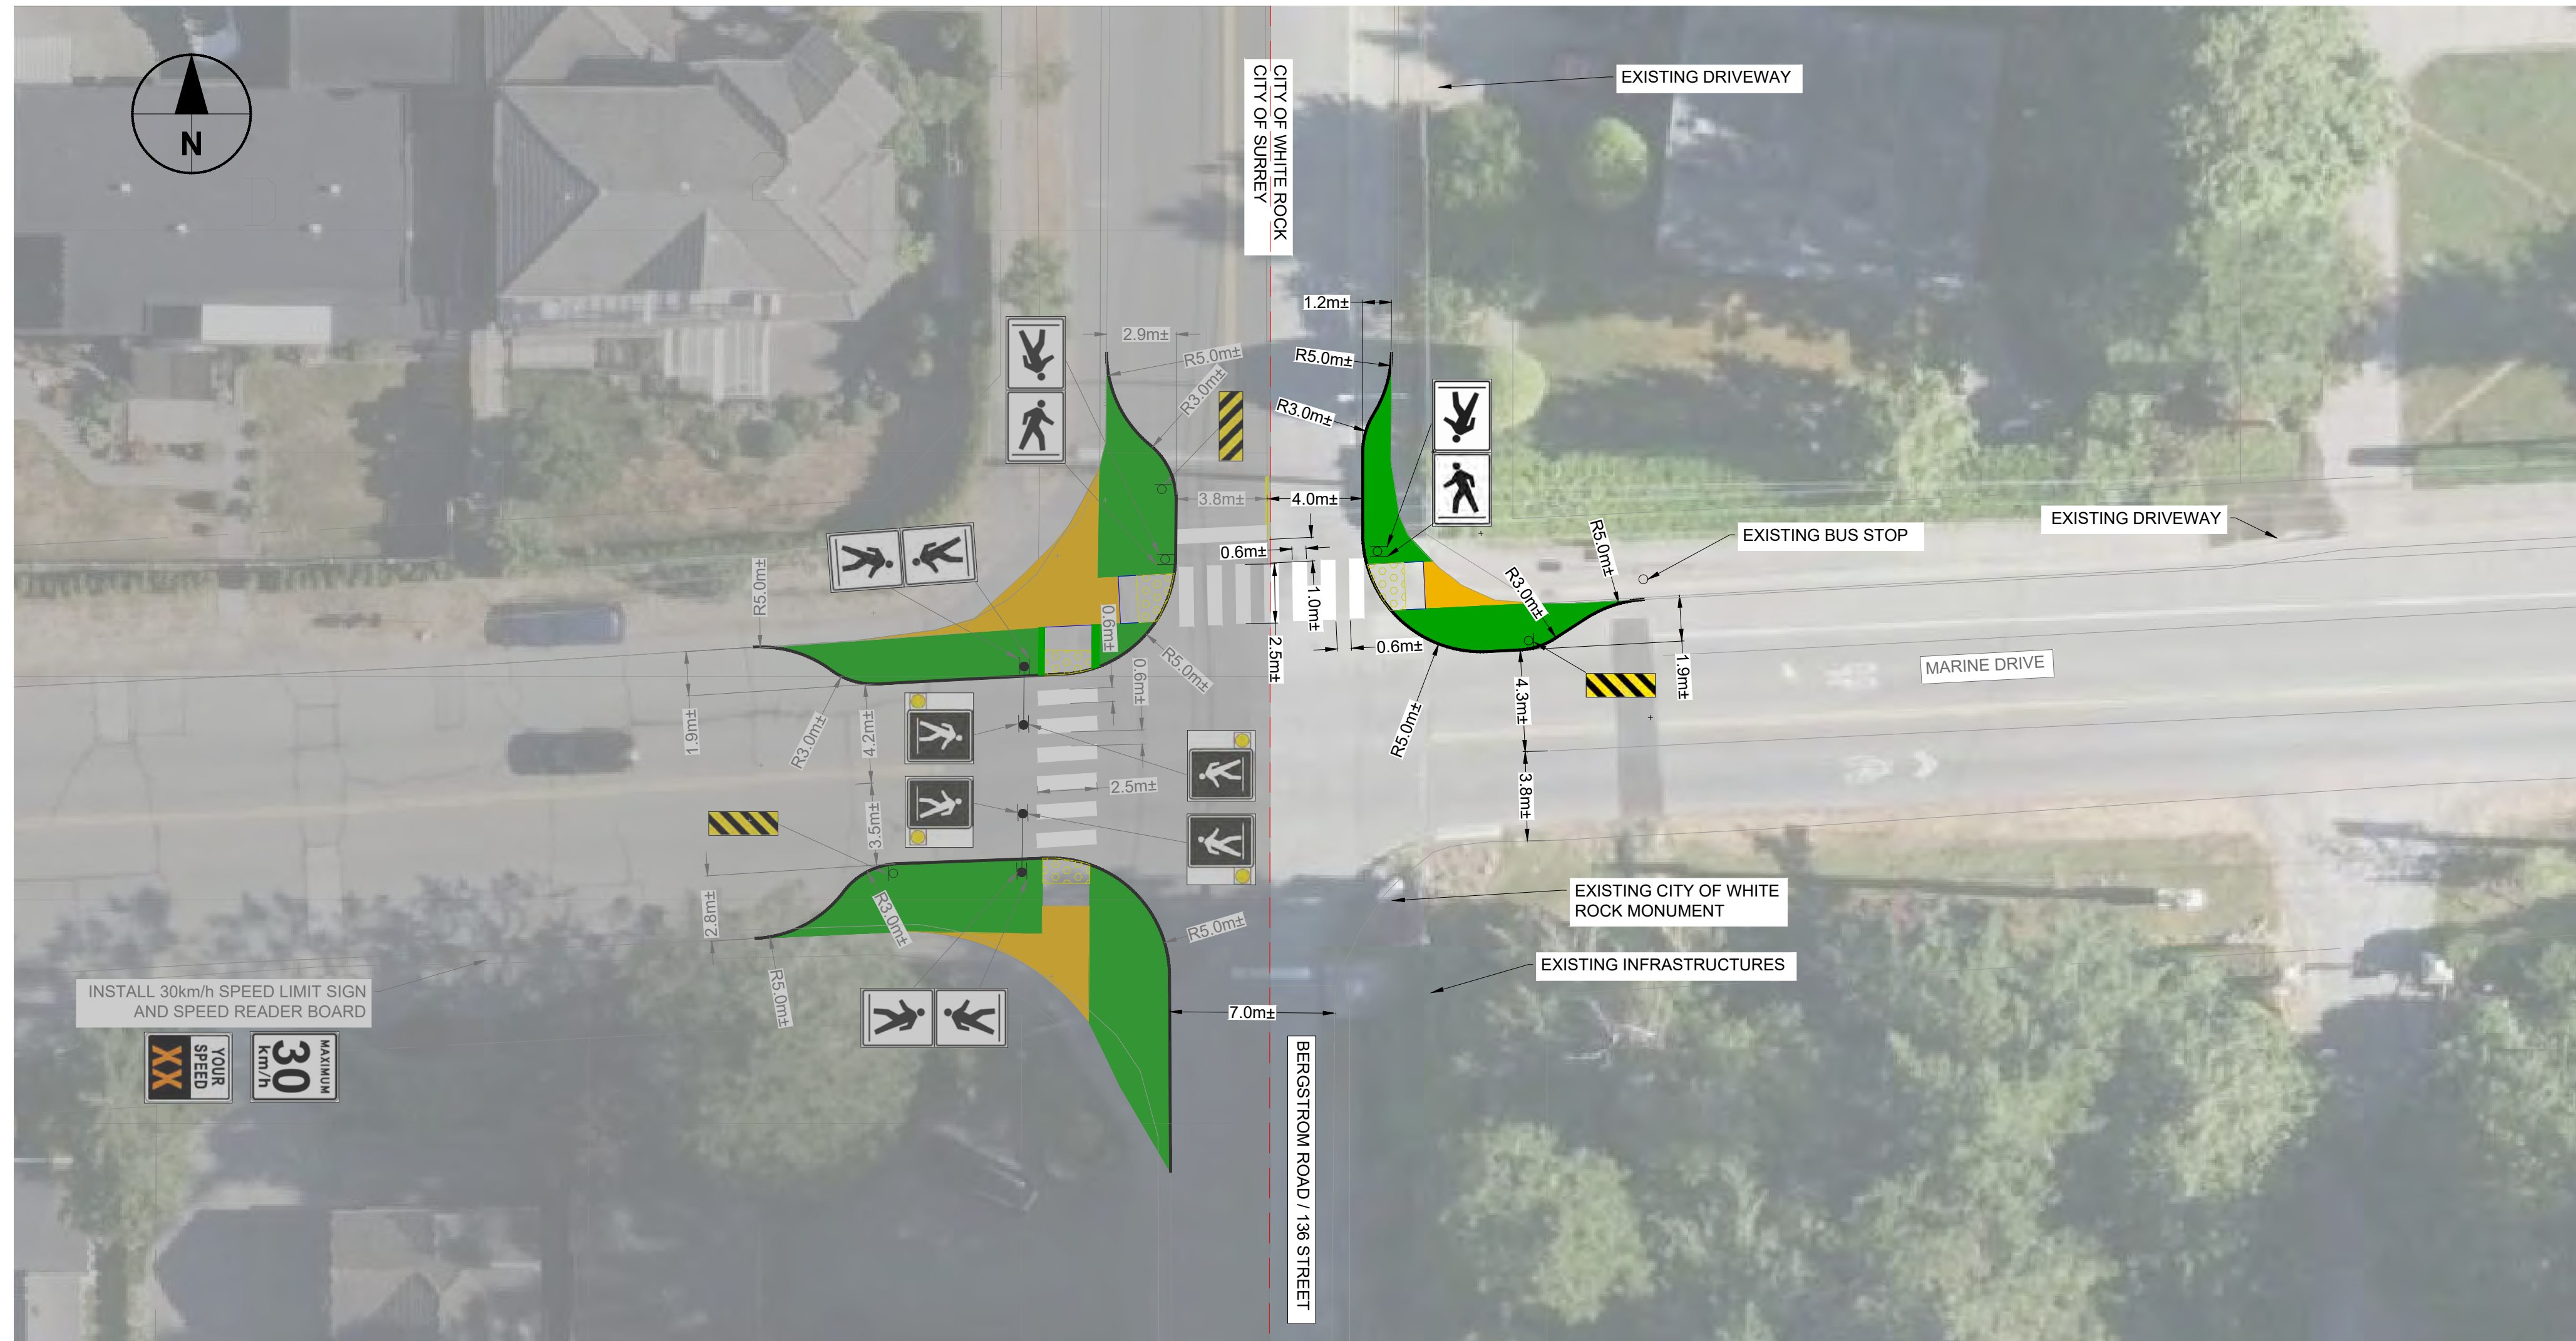 N
CITY OF WHITE ROCK
CITY OF SURREY
EXISTING DRIVEWAY
1.2m±
2.9m±
R5.0m±
R5.0m±
R3.0m±
R3.0m±
3.8m±
4.0m±
EXISTING DRIVEWAY
EXISTING BUS STOP
0.6m±
R5.0m±
R5.0m±
R3.0m±
1.0m±
0.6m±
0.6m±
2.5m±
0.6m±
R5.0m±
MARINE DRIVE
1.9m±
1.9m±
R3.0m±
4.2m±
R5.0m±
4.3m±
2.5m±
3.5m±
3.8m±
2.8m±
R3.0m±
R5.0m±
R5.0m±
EXISTING CITY OF WHITE
ROCK MONUMENT
EXISTING INFRASTRUCTURES
INSTALL 30km/h SPEED LIMIT SIGN
AND SPEED READER BOARD
YOUR
SPEED
XX
MAXIMUM
30
km/h
7.0m±
BERGSTROM ROAD / 136 STREET